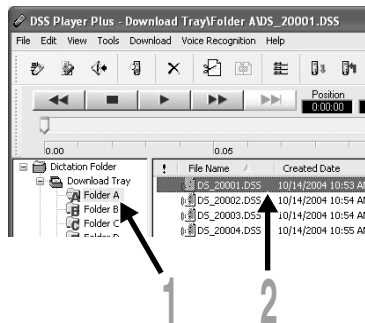 DSS Player Plus - Download Tray\Folder A\DS_20001.DSS
File Edit View Tools Download Voice Recognition Help
Position
0:00:00
0.00 0.05
Dictation Folder
Download Tray
Folder A
Folder B
Folder C
! File Name Created Date
DS_20001.DSS 10/14/2004 10:53 AM
DS_20002.DSS 10/14/2004 10:54 AM
DS_20003.DSS 10/14/2004 10:54
DS_20004.DSS 10/14/2004 10:55 AM
1 2